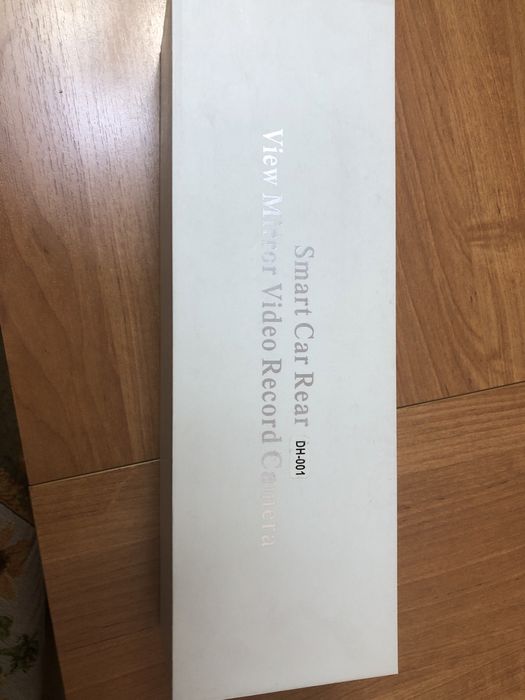 Smart Car Rear
DH-001
View Mirror Video Record Camera